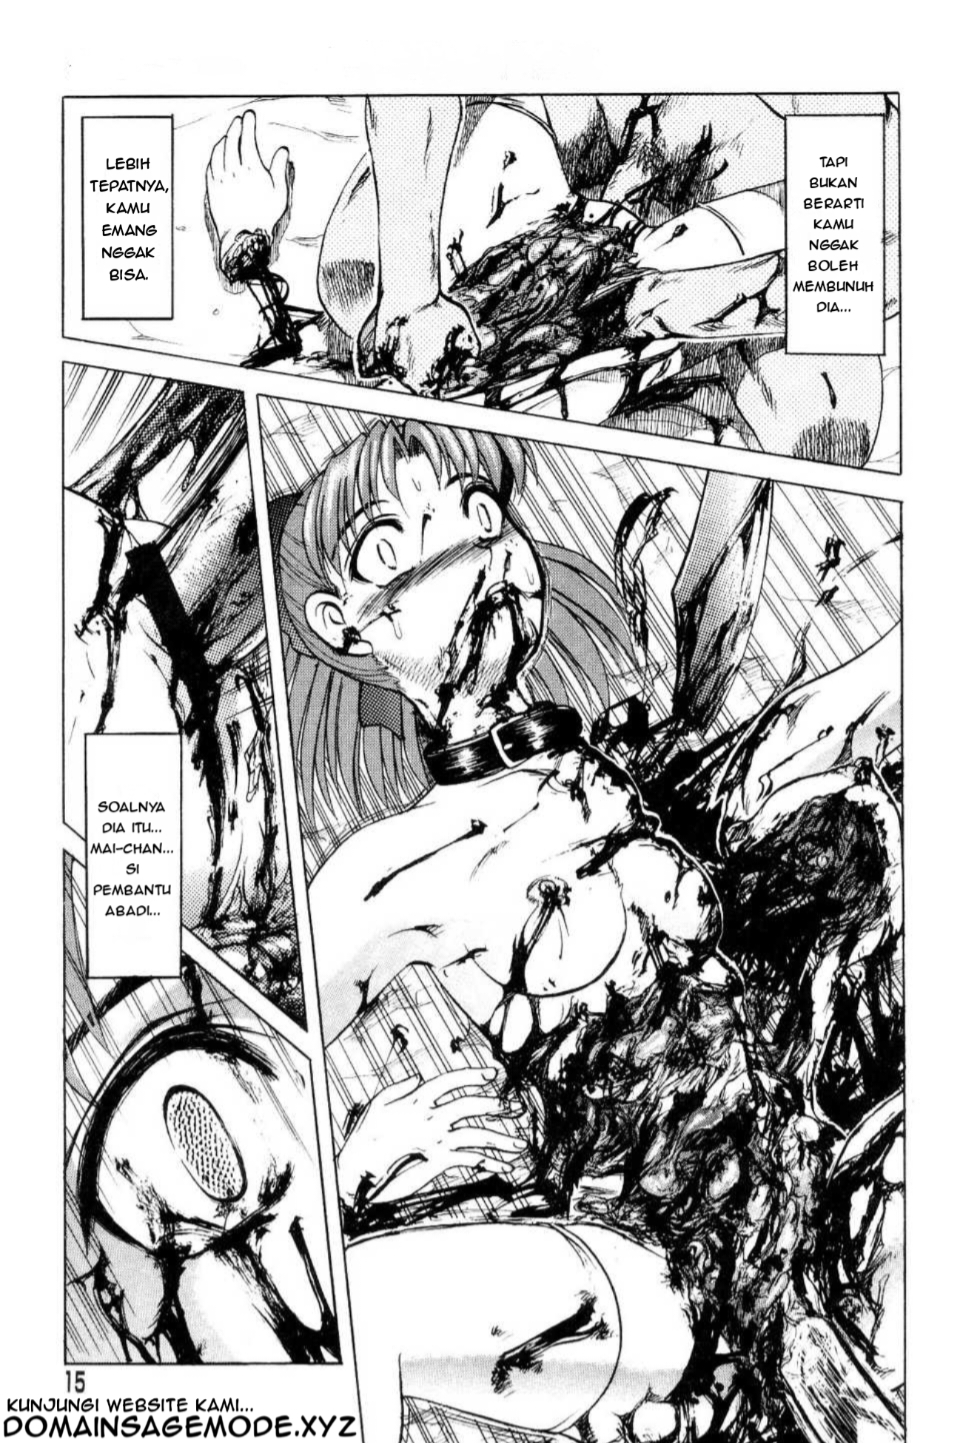 TAPI
BUKAN
BERARTI
KAMU
NGGAK
BOLEH
MEMBUNUH
DIA...
LEBIH
TEPATNYA,
KAMU
EMANG
NGGAK
BISA.
SOALNYA
DIA ITU...
MAI-CHAN...
SI
PEMBANTU
ABADI...
15
KUNJUNGI WEBSITE KAMI...
DOMAINSAGEMODE.XYZ